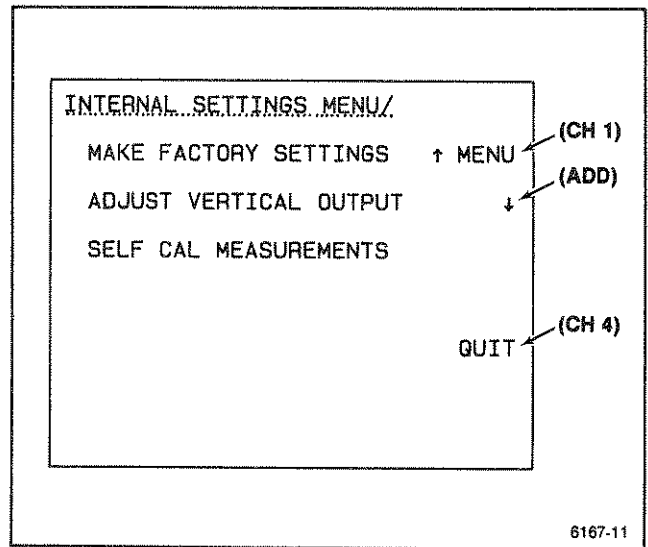 INTERNAL SETTINGS MENU/
MAKE FACTORY SETTINGS ↑ MENU (CH 1)
ADJUST VERTICAL OUTPUT ↓ (ADD)
SELF CAL MEASUREMENTS
QUIT (CH 4)
6167-11